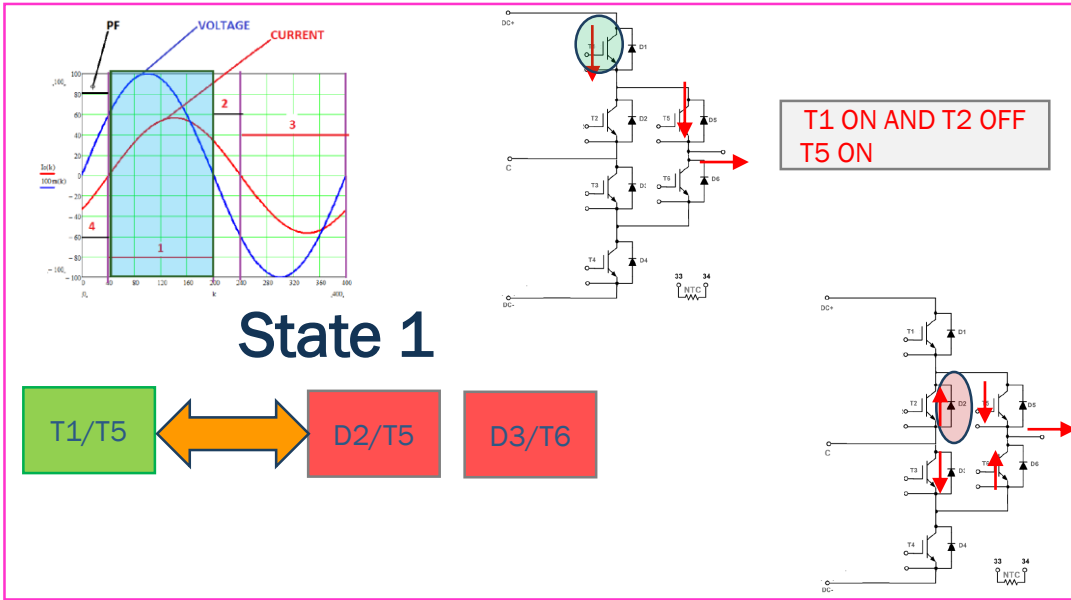 PF
VOLTAGE
CURRENT
100
80
60
40
20
0
-20
-40
-60
-80
-100
2
3
4
1
40
80
120
160
200
240
280
320
360
400
k
In(k)
100·m(k)
State 1
T1/T5
D2/T5
D3/T6
DC+
D1
T2
D2
T5
D5
C
T3
T6
D6
T4
D4
DC-
33
34
NTC
T1 ON AND T2 OFF
T5 ON
DC+
T1
D1
T2
D2
D5
C
T3
D6
T4
D4
DC-
33
34
NTC